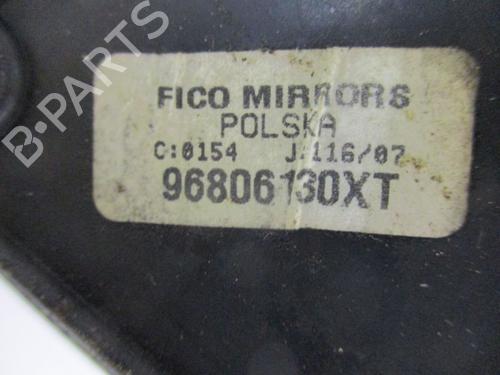 FICO MIRRORS
POLSKA
C:0154 J:116/07
96806130XT
B-PARTS